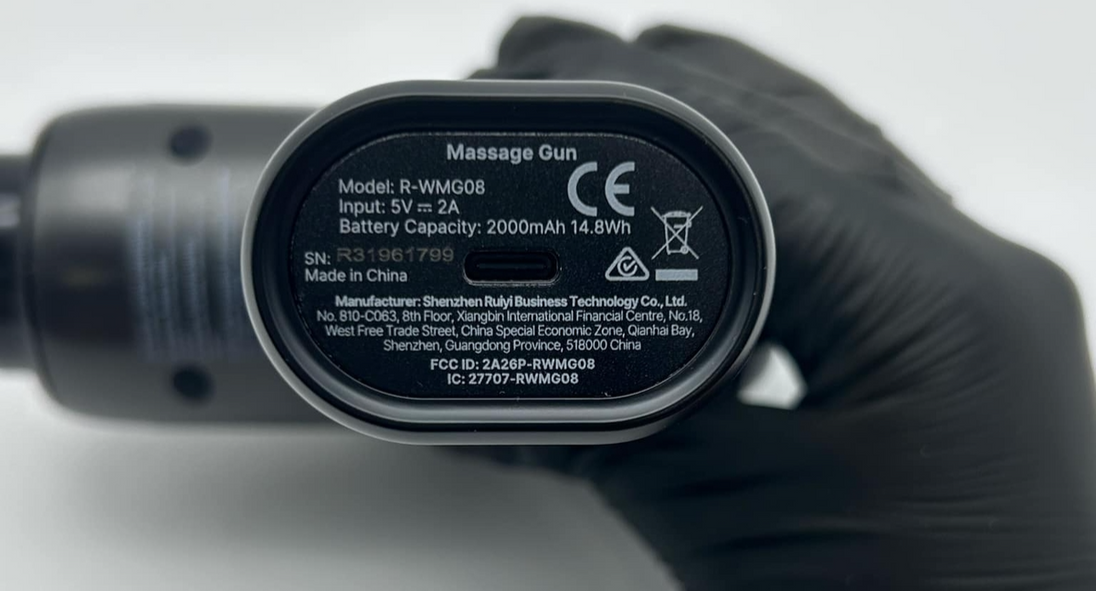 Massage Gun
CE
Model: R-WMG08
Input: 5V ⎓ 2A
Battery Capacity: 2000mAh 14.8Wh
SN: R31961799
Made in China
Manufacturer: Shenzhen Ruiyi Business Technology Co., Ltd.
No. 810-C063, 8th Floor, Xiangbin International Financial Centre, No.18,
West Free Trade Street, China Special Economic Zone, Qianhai Bay,
Shenzhen, Guangdong Province, 518000 China
FCC ID: 2A26P-RWMG08
IC: 27707-RWMG08